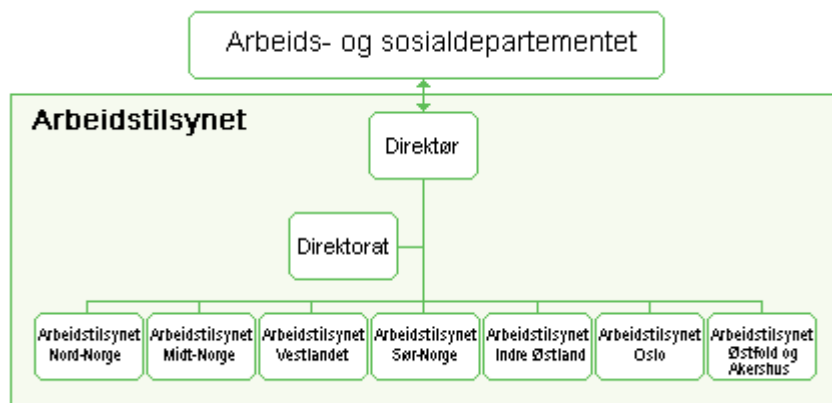 Arbeids- og sosialdepartementet
Arbeidstilsynet
Direktør
Direktorat
Arbeidstilsynet
Nord-Norge
Arbeidstilsynet
Midt-Norge
Arbeidstilsynet
Vestlandet
Arbeidstilsynet
Sør-Norge
Arbeidstilsynet
Indre Østland
Arbeidstilsynet
Oslo
Arbeidstilsynet
Østfold og
Akershus